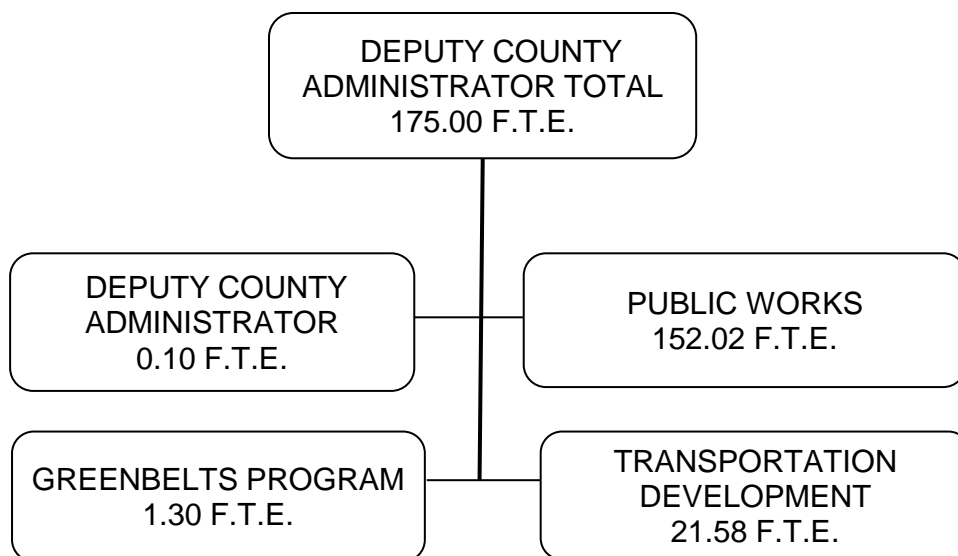 DEPUTY COUNTY
ADMINISTRATOR TOTAL
175.00 F.T.E.
DEPUTY COUNTY
ADMINISTRATOR
0.10 F.T.E.
PUBLIC WORKS
152.02 F.T.E.
GREENBELTS PROGRAM
1.30 F.T.E.
TRANSPORTATION
DEVELOPMENT
21.58 F.T.E.